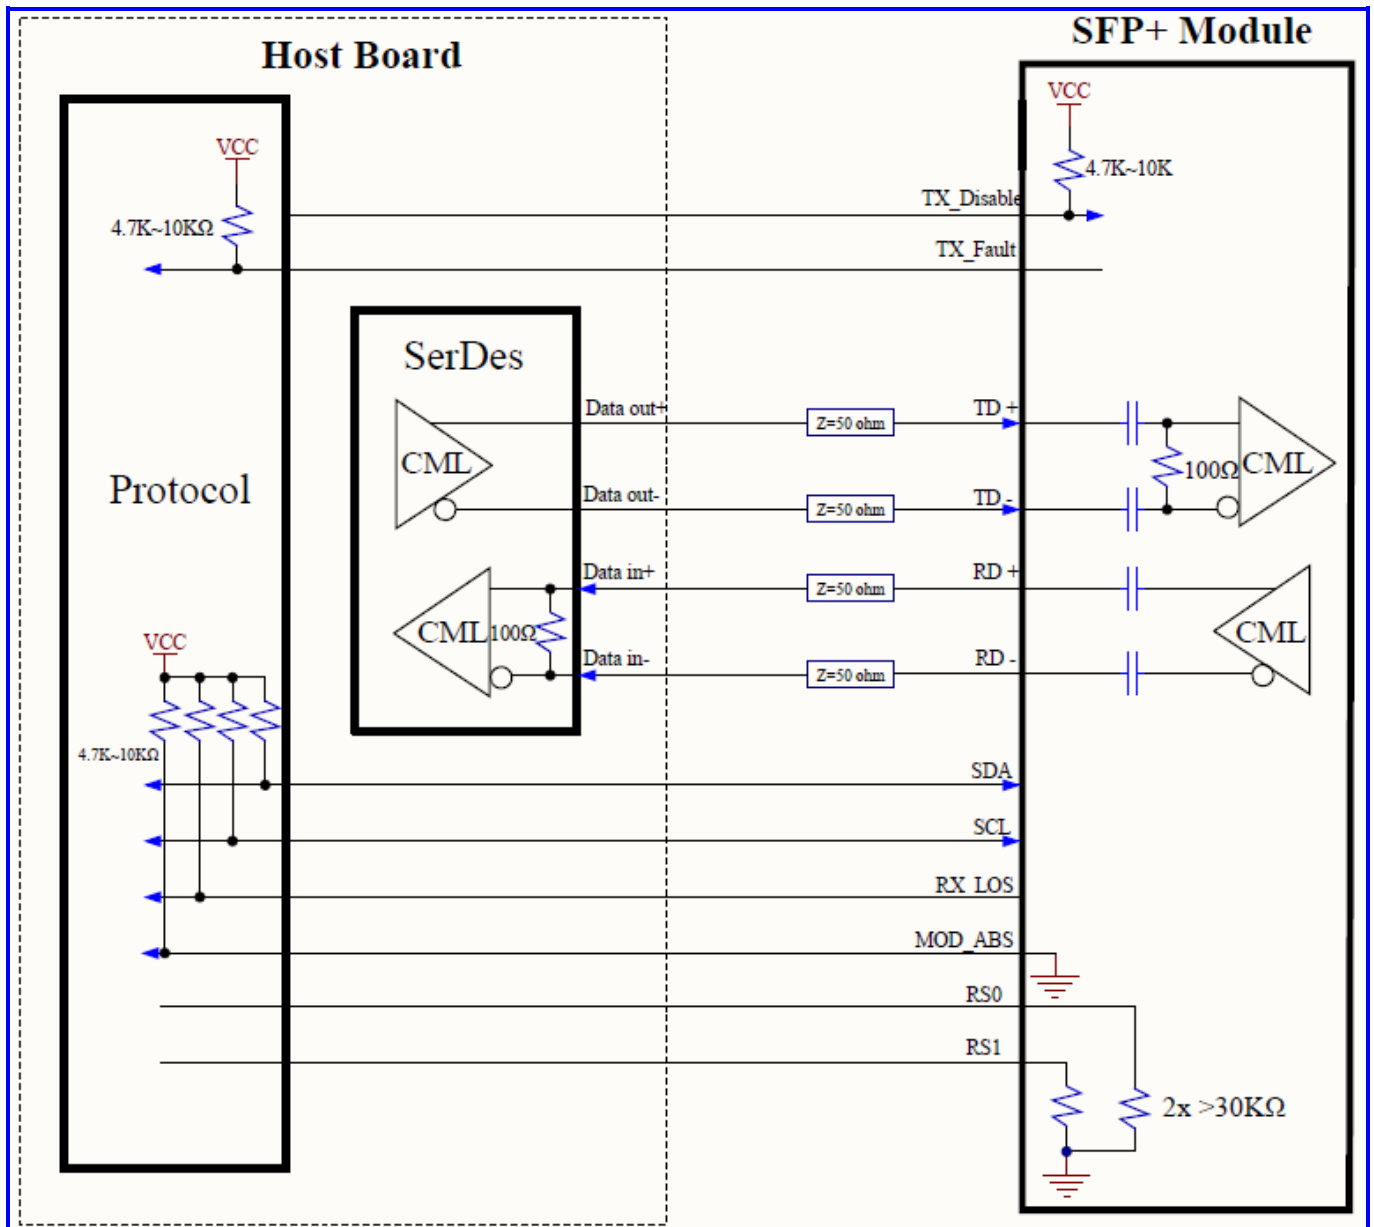 SFP+ Module
Host Board
VCC
VCC
4.7K~10K
TX_Disable
4.7K~10KΩ
TX_Fault
SerDes
Data out+
Z=50 ohm
TD +
CML
100Ω
CML
Protocol
Data out-
Z=50 ohm
TD -
Data in+
Z=50 ohm
RD +
CML
100Ω
CML
VCC
Data in-
Z=50 ohm
RD -
4.7K~10KΩ
SDA
SCL
RX LOS
MOD_ABS
RS0
RS1
2x >30KΩ